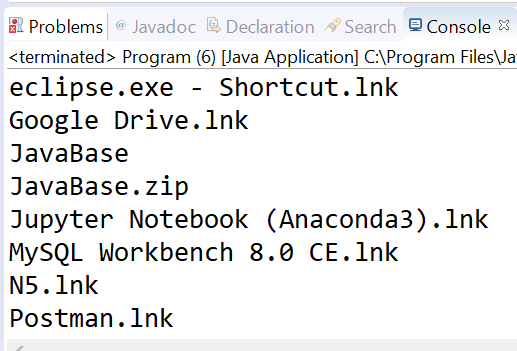 Problems @ Javadoc Declaration Search Console
<terminated> Program (6) [Java Application] C:\Program Files\Jav
eclipse.exe - Shortcut.lnk
Google Drive.lnk
JavaBase
JavaBase.zip
Jupyter Notebook (Anaconda3).lnk
MySQL Workbench 8.0 CE.lnk
N5.lnk
Postman.lnk